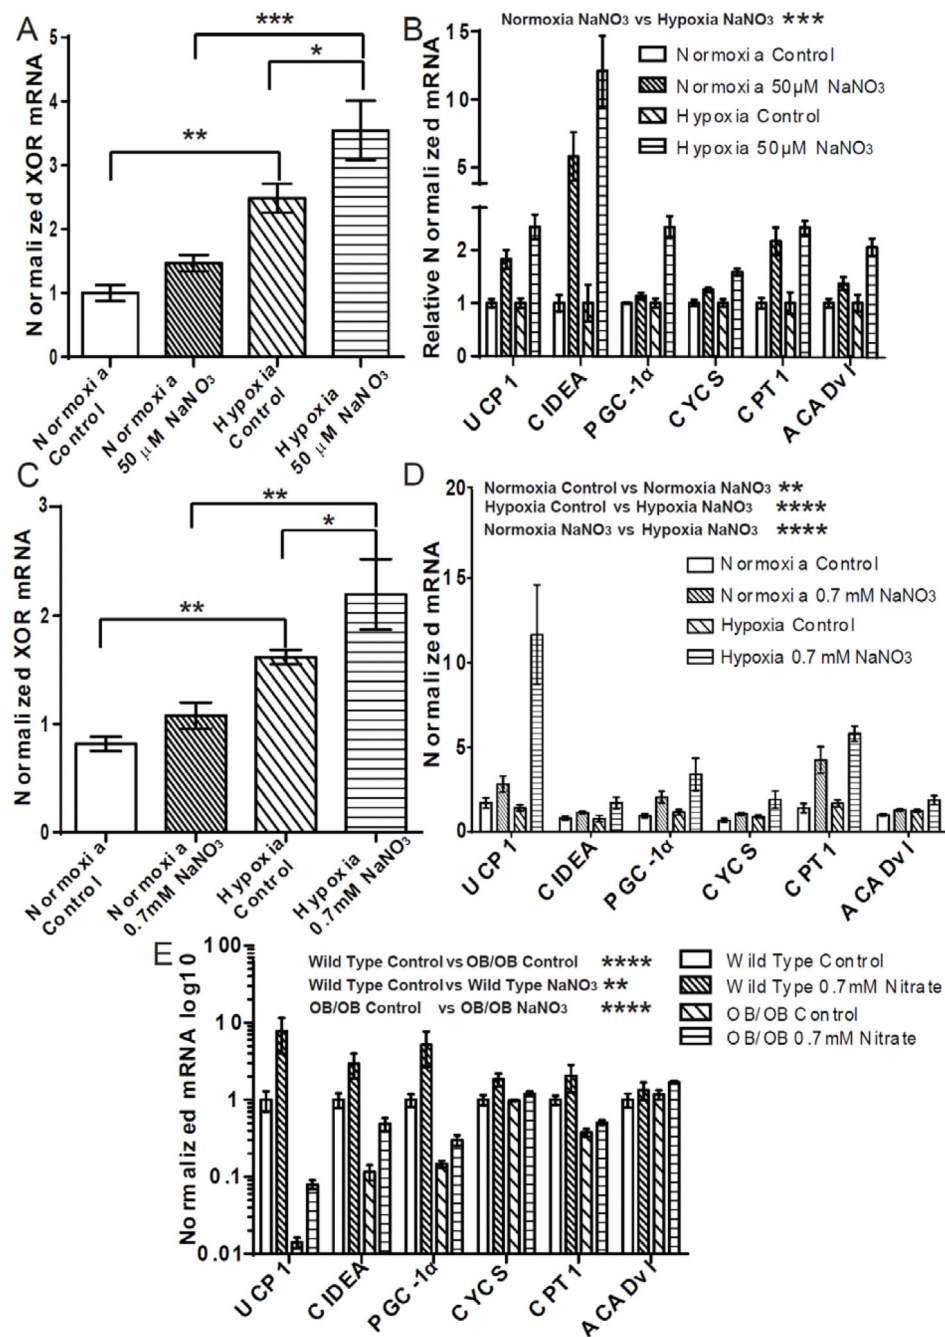 A
Normalized XOR mRNA
5
4
3
2
1
0
***
*
**
Normoxia Control
Normoxia 50 μM NaNO3
Hypoxia Control
Hypoxia 50 μM NaNO3
B
Normoxia NaNO3 vs Hypoxia NaNO3 ***
Relative Normalized mRNA
15
10
5
2
1
0
Normoxia Control
Normoxia 50μM NaNO3
Hypoxia Control
Hypoxia 50μM NaNO3
UCP1
CIDEA
PGC-1α
CYCS
CPT1
ACADvl
C
Normalized XOR mRNA
3
2
1
0
**
*
**
Normoxia Control
Normoxia 0.7mM NaNO3
Hypoxia Control
Hypoxia 0.7mM NaNO3
D
Normalized mRNA
20
15
10
5
0
Normoxia Control vs Normoxia NaNO3 **
Hypoxia Control vs Hypoxia NaNO3 ****
Normoxia NaNO3 vs Hypoxia NaNO3 ****
Normoxia Control
Normoxia 0.7 mM NaNO3
Hypoxia Control
Hypoxia 0.7 mM NaNO3
UCP1
CIDEA
PGC-1α
CYCS
CPT1
ACADvl
E
Normalized mRNA log10
100
10
1
0.1
0.01
Wild Type Control vs OB/OB Control ****
Wild Type Control vs Wild Type NaNO3 **
OB/OB Control vs OB/OB NaNO3 ****
Wild Type Control
Wild Type 0.7mM Nitrate
OB/OB Control
OB/OB 0.7mM Nitrate
UCP1
CIDEA
PGC-1α
CYCS
CPT1
ACADvl